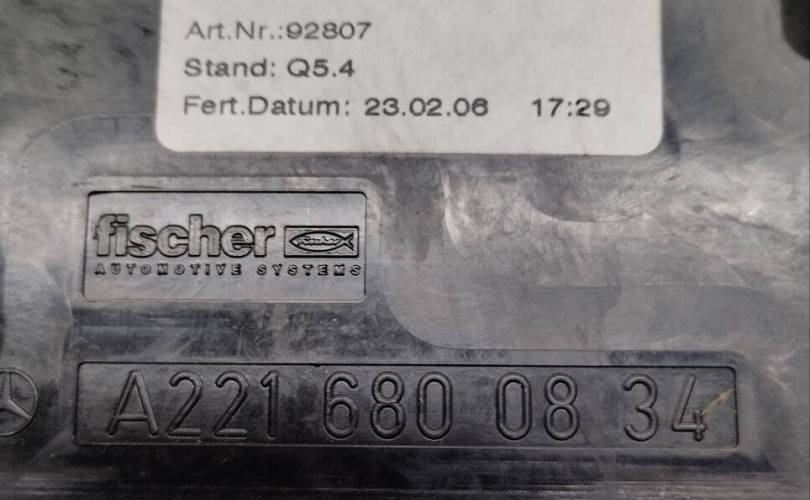 Art.Nr.:92807
Stand: Q5.4
Fert.Datum: 23.02.06 17:29
fischer
AUTOMOTIVE SYSTEMS
A221 680 08 34